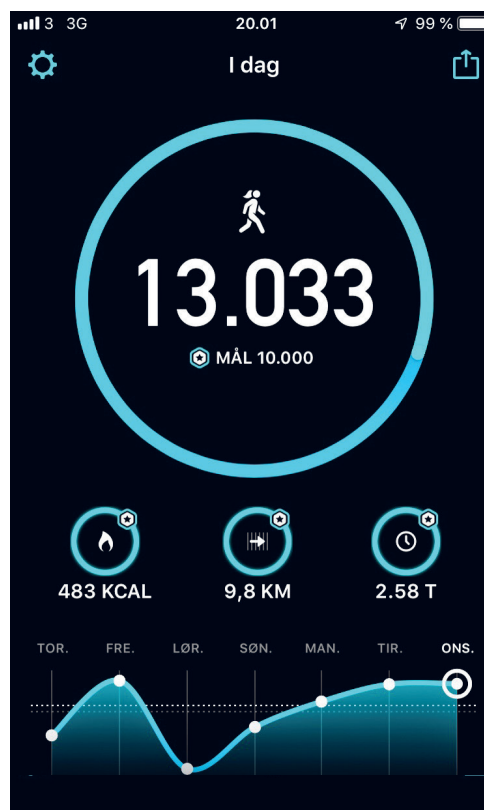 3 3G 20.01 99 %
I dag
13.033
MÅL 10.000
483 KCAL 9,8 KM 2.58 T
TOR. FRE. LØR. SØN. MAN. TIR. ONS.